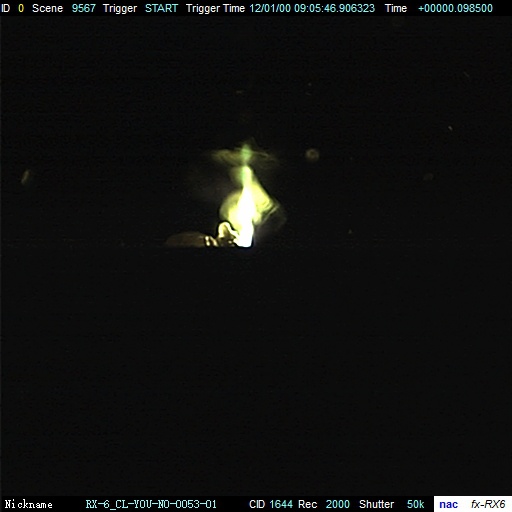 ID 0 Scene 9567 Trigger START Trigger Time 12/01/00 09:05:46.906323 Time +00000.098500
Nickname RX-6_CL-YOU-NO-0053-01 CID 1644 Rec 2000 Shutter 50k nac fx-RX6